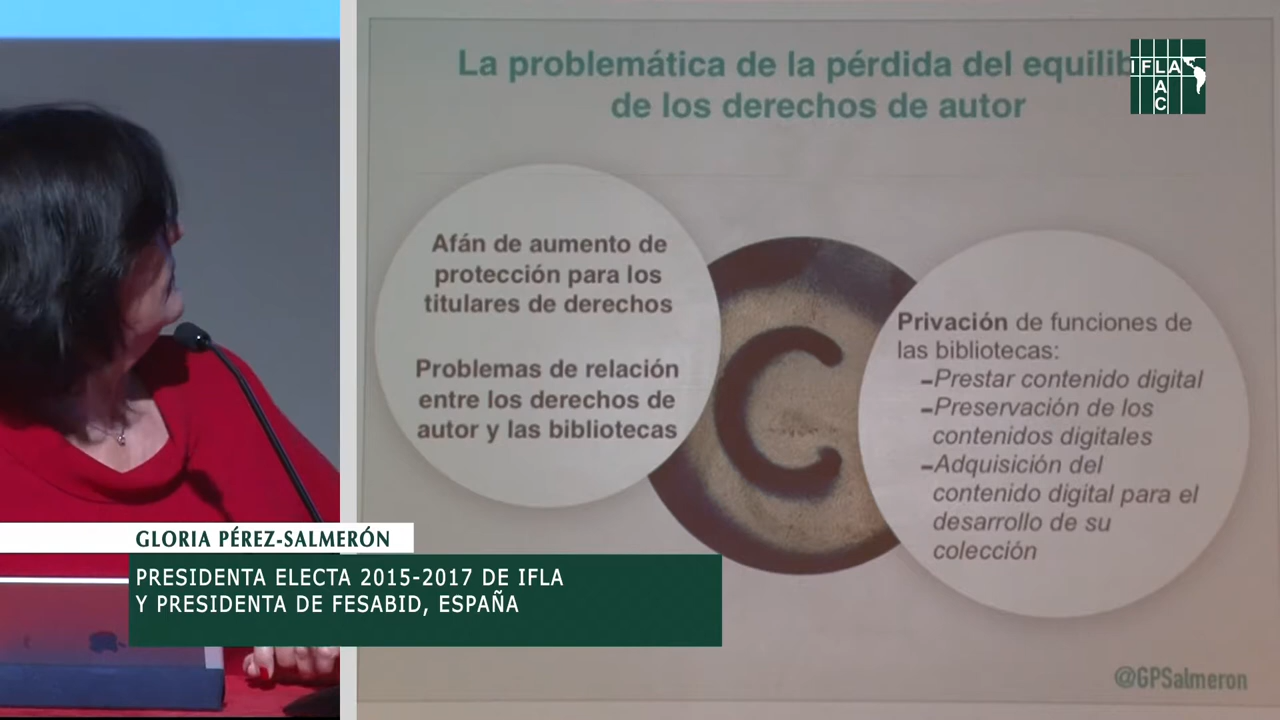 La problemática de la pérdida del
de los derechos de autor
IFLA
A
C
Afán de aumento de
protección para los
titulares de derechos
Problemas de relación
entre los derechos de
autor y las bibliotecas
C
Privación de funciones de
las bibliotecas:
–Prestar contenido digital
–Preservación de los
contenidos digitales
–Adquisición del
contenido digital para el
desarrollo de su
colección
GLORIA PÉREZ-SALMERÓN
PRESIDENTA ELECTA 2015-2017 DE IFLA
Y PRESIDENTA DE FESABID, ESPAÑA
@GPSalmeron